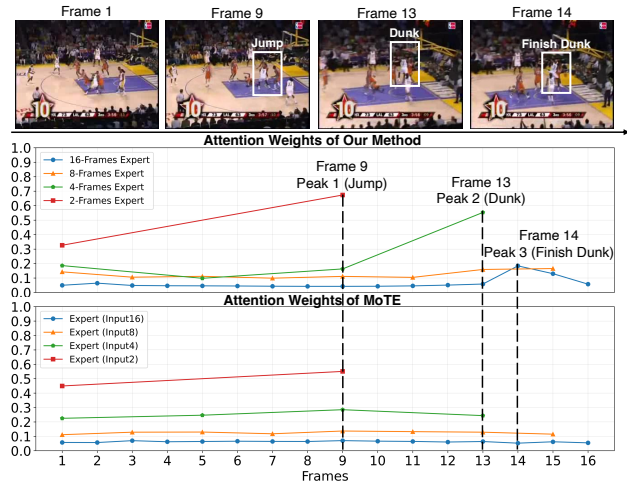 Frame 1
Frame 9
Frame 13
Frame 14
Jump
Dunk
Finish Dunk
10
10
10
10
Attention Weights of Our Method
1.0
0.9
0.8
0.7
0.6
0.5
0.4
0.3
0.2
0.1
0.0
16-Frames Expert
8-Frames Expert
4-Frames Expert
2-Frames Expert
Frame 9
Peak 1 (Jump)
Frame 13
Peak 2 (Dunk)
Frame 14
Peak 3 (Finish Dunk)
Attention Weights of MoTE
1.0
0.9
0.8
0.7
0.6
0.5
0.4
0.3
0.2
0.1
0.0
Expert (Input16)
Expert (Input8)
Expert (Input4)
Expert (Input2)
1 2 3 4 5 6 7 8 9 10 11 12 13 14 15 16
Frames